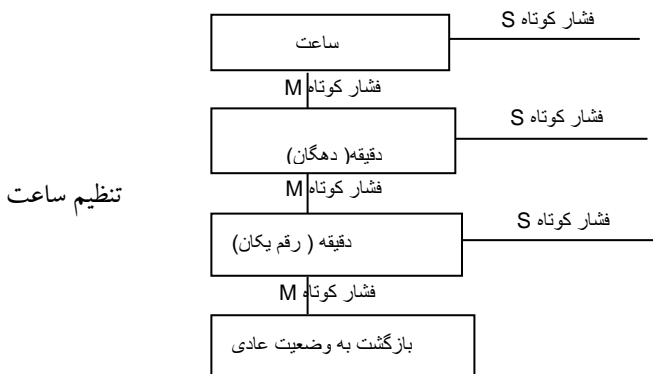 فشار کوتاه S
ساعت
فشار کوتاه M
فشار کوتاه S
دقیقه( دهگان)
فشار کوتاه M
تنظیم ساعت
فشار کوتاه S
دقیقه ( رقم یکان)
فشار کوتاه M
بازگشت به وضعیت عادی